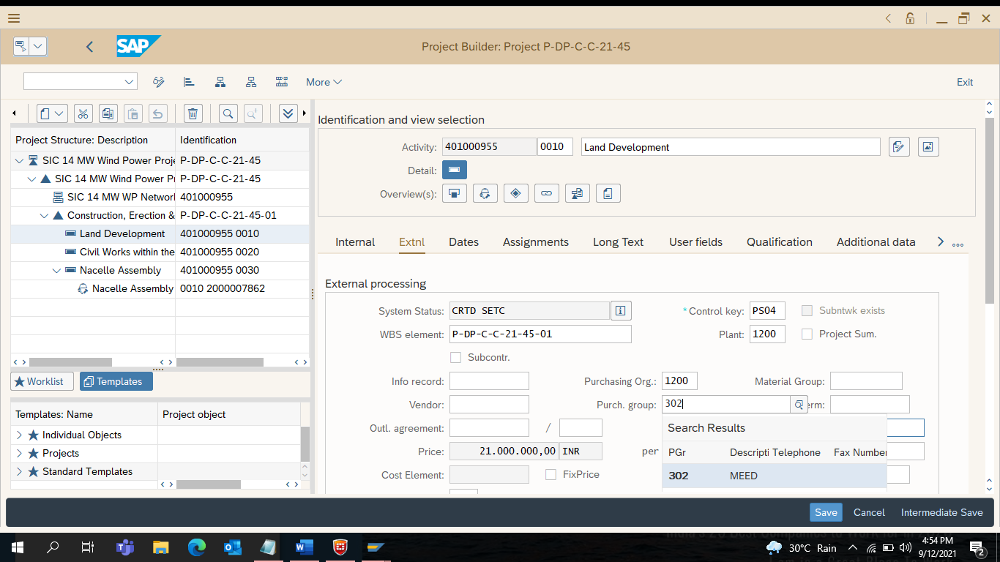 SAP
Project Builder: Project P-DP-C-C-21-45
More
Exit
Project Structure: Description Identification
SIC 14 MW Wind Power Proje P-DP-C-C-21-45
SIC 14 MW Wind Power P P-DP-C-C-21-45
SIC 14 MW WP Networ 401000955
Construction, Erection & P-DP-C-C-21-45-01
Land Development 401000955 0010
Civil Works within the 401000955 0020
Nacelle Assembly 401000955 0030
Nacelle Assembly 0010 2000007862
Worklist Templates
Templates: Name Project object
Individual Objects
Projects
Standard Templates
Identification and view selection
Activity: 401000955 0010 Land Development
Detail:
Overview(s):
Internal Extnl Dates Assignments Long Text User fields Qualification Additional data
External processing
System Status: CRTD SETC *Control key: PS04 Subntwk exists
WBS element: P-DP-C-C-21-45-01 Plant: 1200 Project Sum.
Subcontr.
Info record: Purchasing Org.: 1200 Material Group:
Vendor: Purch. group: 302 erm:
Outl. agreement: / Search Results
Price: 21.000.000,00 INR per PGr Descripti Telephone Fax Number
Cost Element: FixPrice 302 MEED
Save Cancel Intermediate Save
30°C Rain
4:54 PM
9/12/2021
2